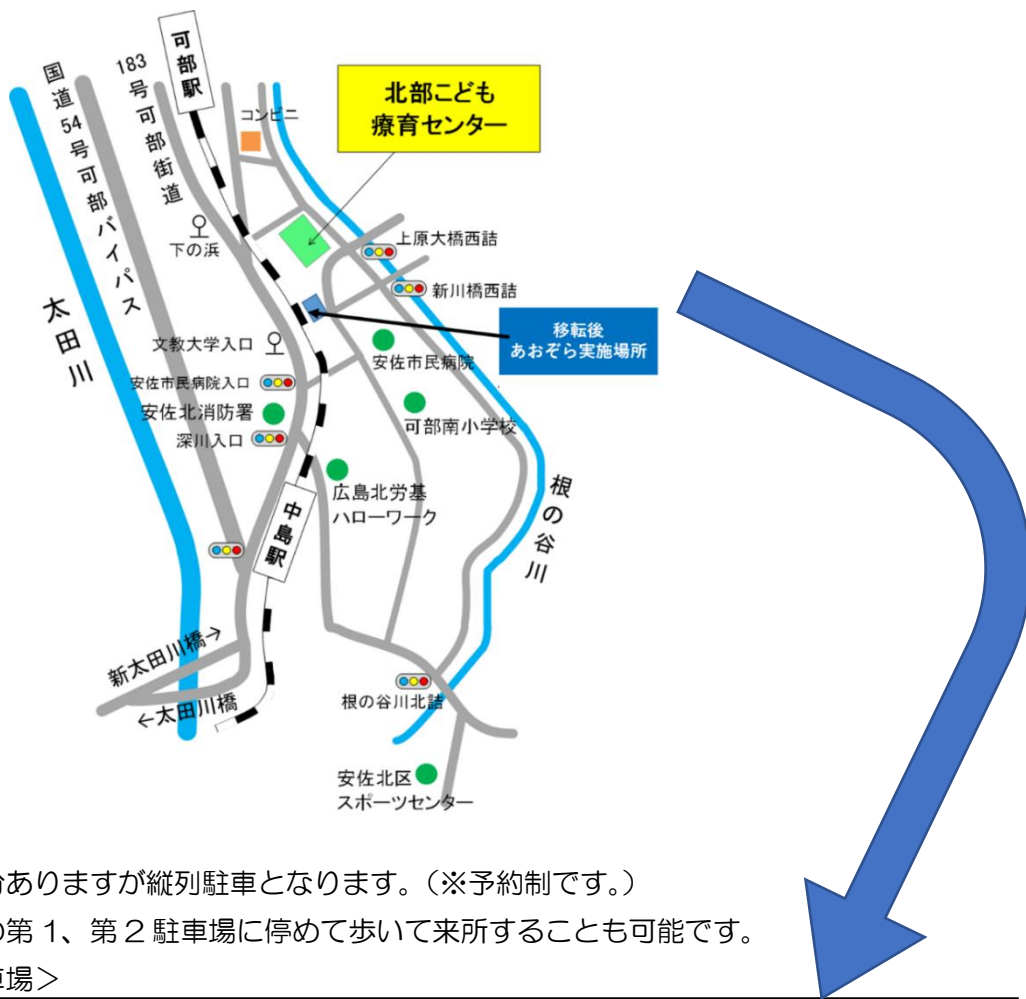 可部駅
国道54号可部バイパス
183号可部街道
コンビニ
北部こども
療育センター
下の浜
上原大橋西詰
新川橋西詰
太田川
移転後
あおぞら実施場所
文教大学入口
安佐市民病院
安佐市民病院入口
安佐北消防署
可部南小学校
深川入口
広島北労基
ハローワーク
根の谷川
中島駅
新太田川橋→
←太田川橋
根の谷川北詰
安佐北区
スポーツセンター
ありますが縦列駐車となります。（※予約制です。）
第1、第2駐車場に停めて歩いて来所することも可能です。
場＞